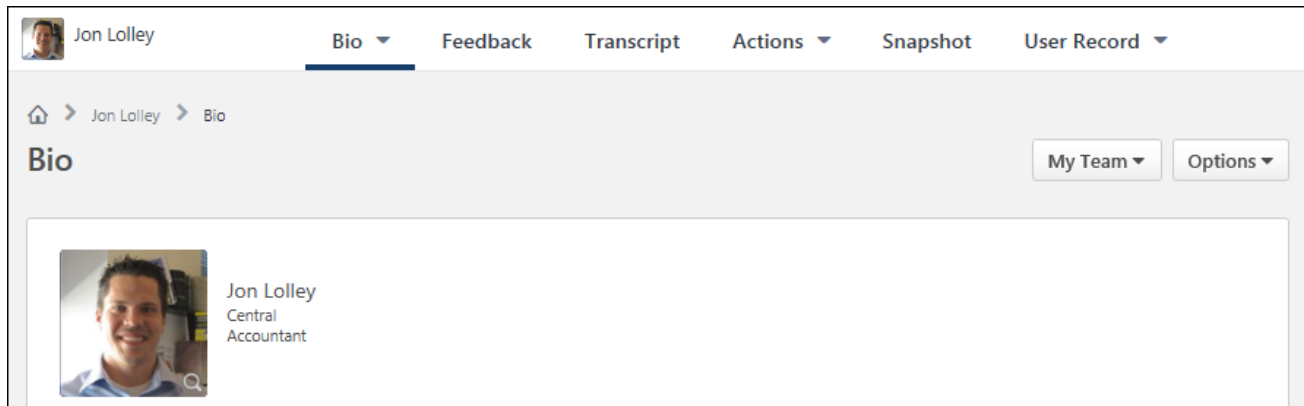 Jon Lolley
Bio Feedback Transcript Actions Snapshot User Record
Jon Lolley Bio
Bio
My Team Options
Jon Lolley
Central
Accountant